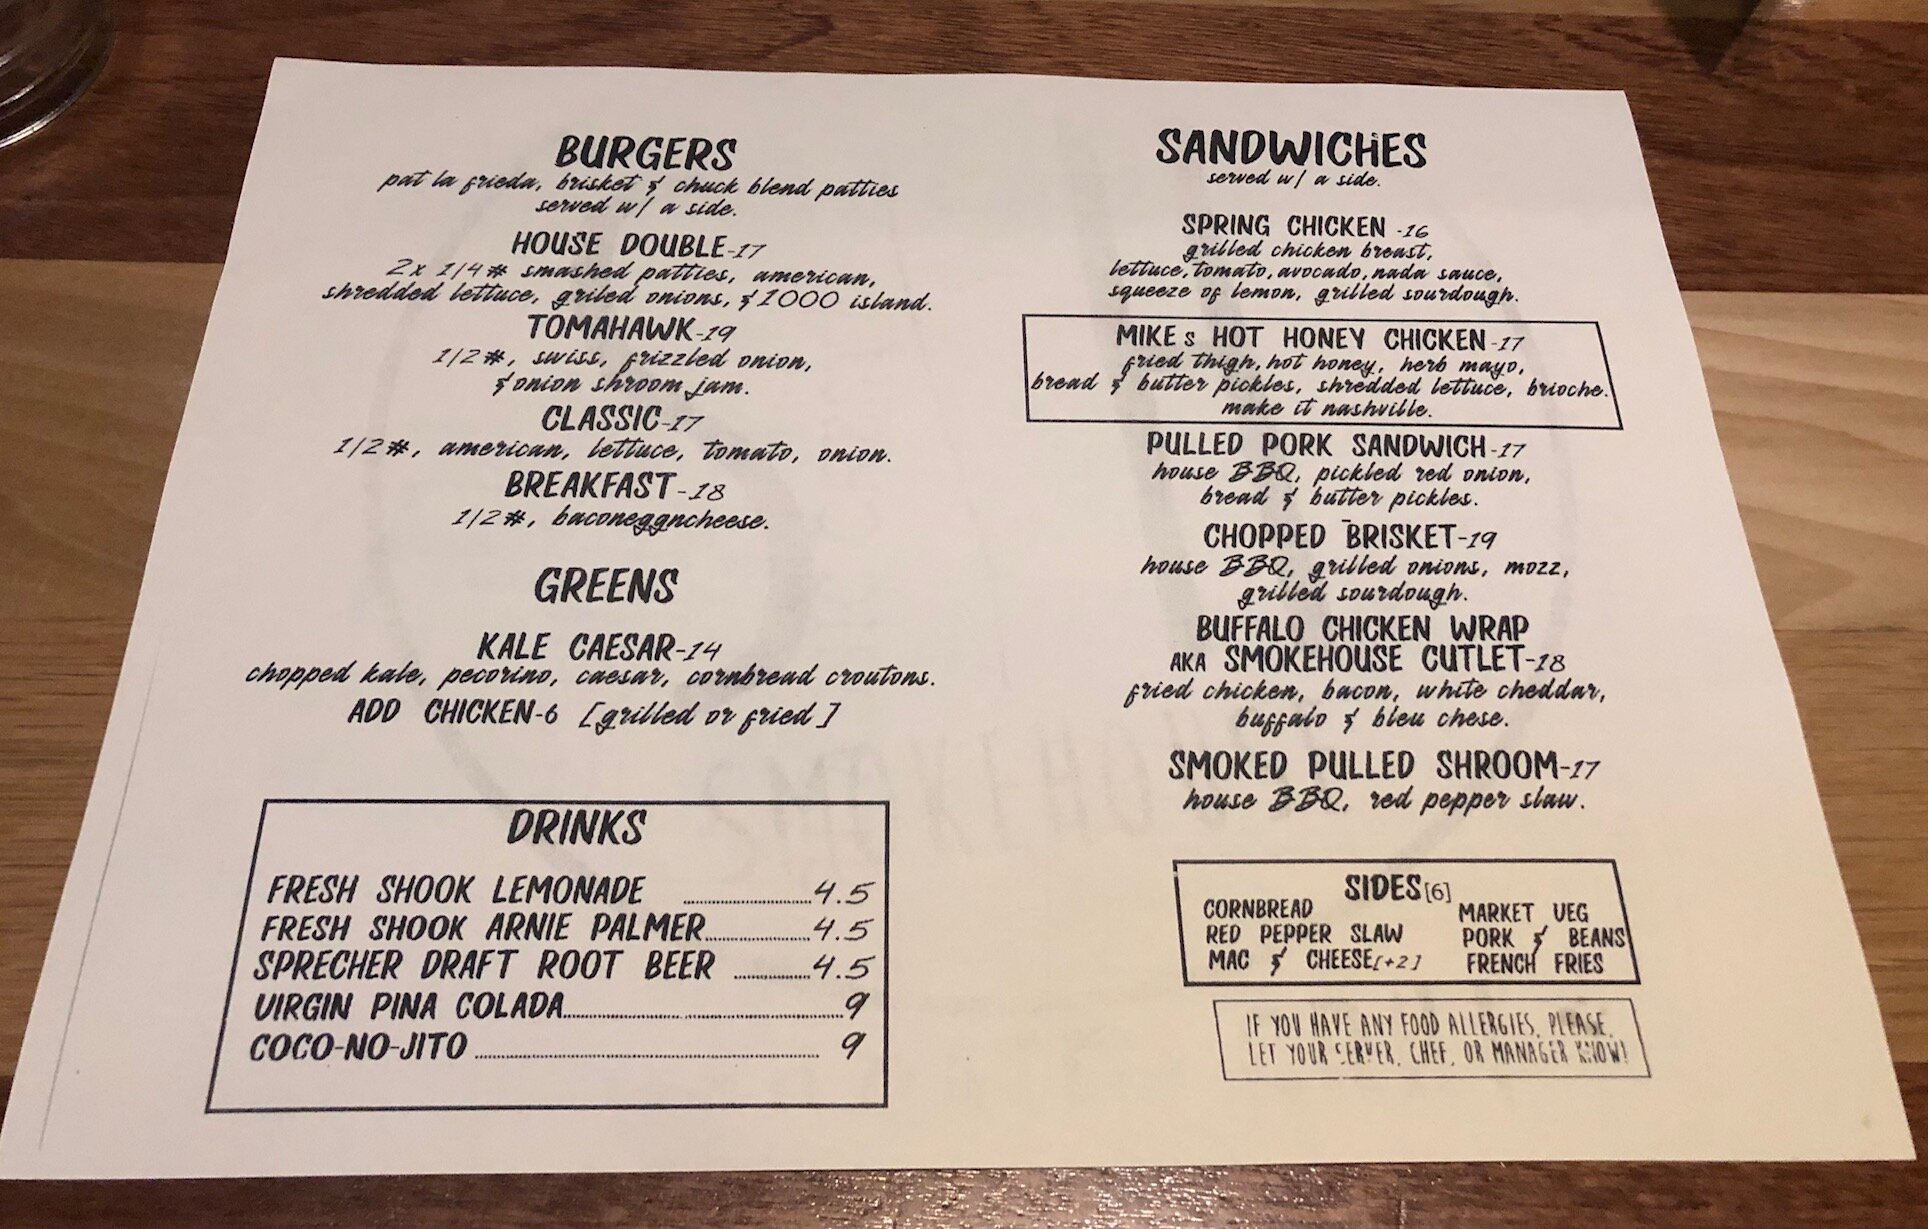 BURGERS
pat la frieda, brisket & chuck blend patties
served w/ a side.
HOUSE DOUBLE-17
2x 1/4# smashed patties, american,
shredded lettuce, griled onions, & 1000 island.
TOMAHAWK-19
1/2#, swiss, frizzled onion,
& onion shroom jam.
CLASSIC-17
1/2#, american, lettuce, tomato, onion.
BREAKFAST-18
1/2#, baconeggncheese.
GREENS
KALE CAESAR-14
chopped kale, pecorino, caesar, cornbread croutons.
ADD CHICKEN-6 [grilled or fried]
DRINKS
FRESH SHOOK LEMONADE ..........4.5
FRESH SHOOK ARNIE PALMER..........4.5
SPRECHER DRAFT ROOT BEER ..........4.5
VIRGIN PINA COLADA..........9
COCO-NO-JITO ..........9
SANDWICHES
served w/ a side.
SPRING CHICKEN -16
grilled chicken breast,
lettuce, tomato, avocado, nada sauce,
squeeze of lemon, grilled sourdough.
MIKE s HOT HONEY CHICKEN-17
fried thigh, hot honey, herb mayo,
bread & butter pickles, shredded lettuce, brioche.
make it nashville.
PULLED PORK SANDWICH-17
house BBQ, pickled red onion,
bread & butter pickles.
CHOPPED BRISKET-19
house BBQ, grilled onions, mozz,
grilled sourdough.
BUFFALO CHICKEN WRAP
AKA SMOKEHOUSE CUTLET-18
fried chicken, bacon, white cheddar,
buffalo & bleu chese.
SMOKED PULLED SHROOM-17
house BBQ, red pepper slaw.
SIDES[6]
CORNBREAD
RED PEPPER SLAW
MAC & CHEESE[+2]
MARKET VEG
PORK & BEANS
FRENCH FRIES
IF YOU HAVE ANY FOOD ALLERGIES, PLEASE,
LET YOUR SERVER, CHEF, OR MANAGER KNOW!